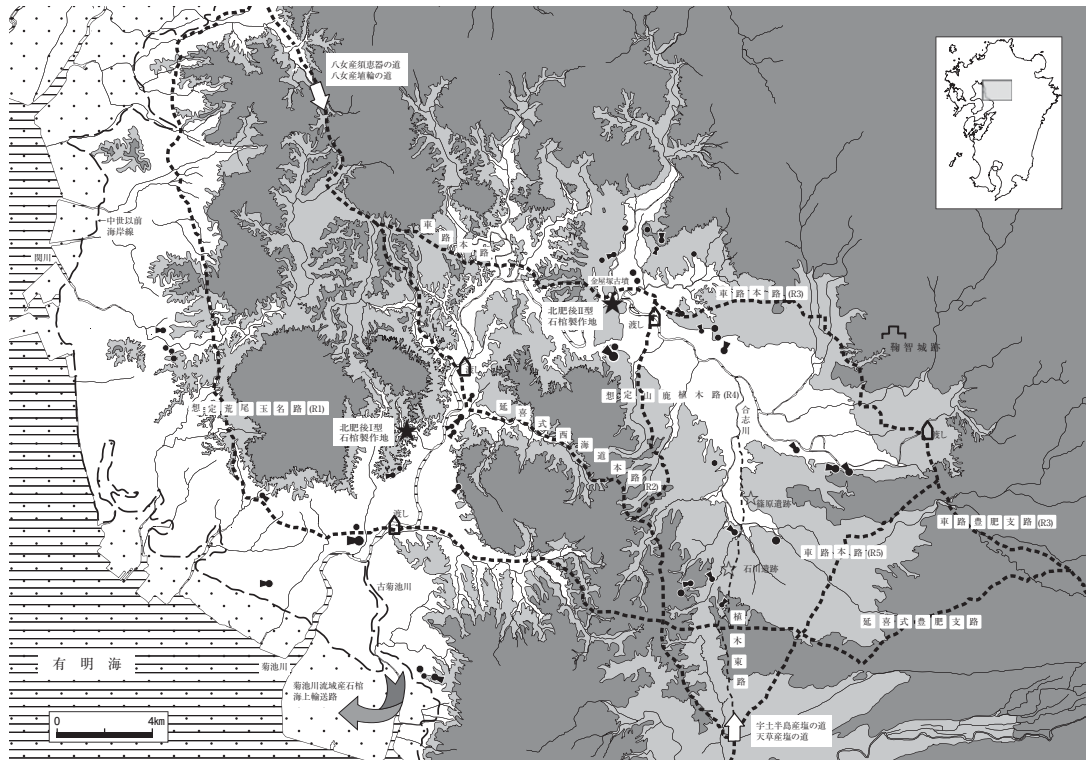 八女産須恵器の道
八女産埴輪の道
←中世以前
海岸線
関川
車路本路
金屋塚古墳
車路本路(R3)
北肥後Ⅱ型
石棺製作地
渡し
鞠智城跡
想定荒尾玉名路(R1)
想定山鹿植木路(R4)
合志川
延喜式西海道本路(R2)
北肥後Ⅰ型
石棺製作地
渡し
篠原遺跡
渡し
車路豊肥支路(R3)
車路本路(R5)
石川遺跡
古菊池川
延喜式豊肥支路
植木東路
有明海
菊池川
菊池川流域産石棺
海上輸送路
0 4km
宇土半島産塩の道
天草産塩の道